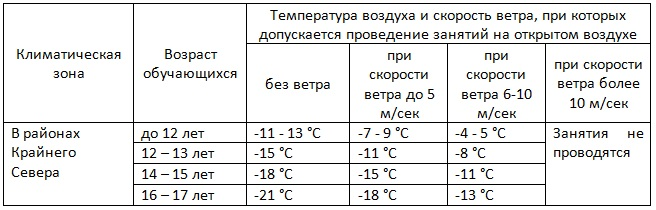 Климатическая зона
Возраст обучающихся
Температура воздуха и скорость ветра, при которых
допускается проведение занятий на открытом воздухе
без ветра
при
скорости
ветра до 5
м/сек
при
скорости
ветра 6-10
м/сек
при скорости
ветра более
10 м/сек
В районах
Крайнего
Севера
до 12 лет
-11 - 13 °С
-7 - 9 °С
-4 - 5 °С
Занятия не
проводятся
12 – 13 лет
-15 °С
-11 °С
-8 °С
14 – 15 лет
-18 °С
-15 °С
-11 °С
16 – 17 лет
-21 °С
-18 °С
-13 °С